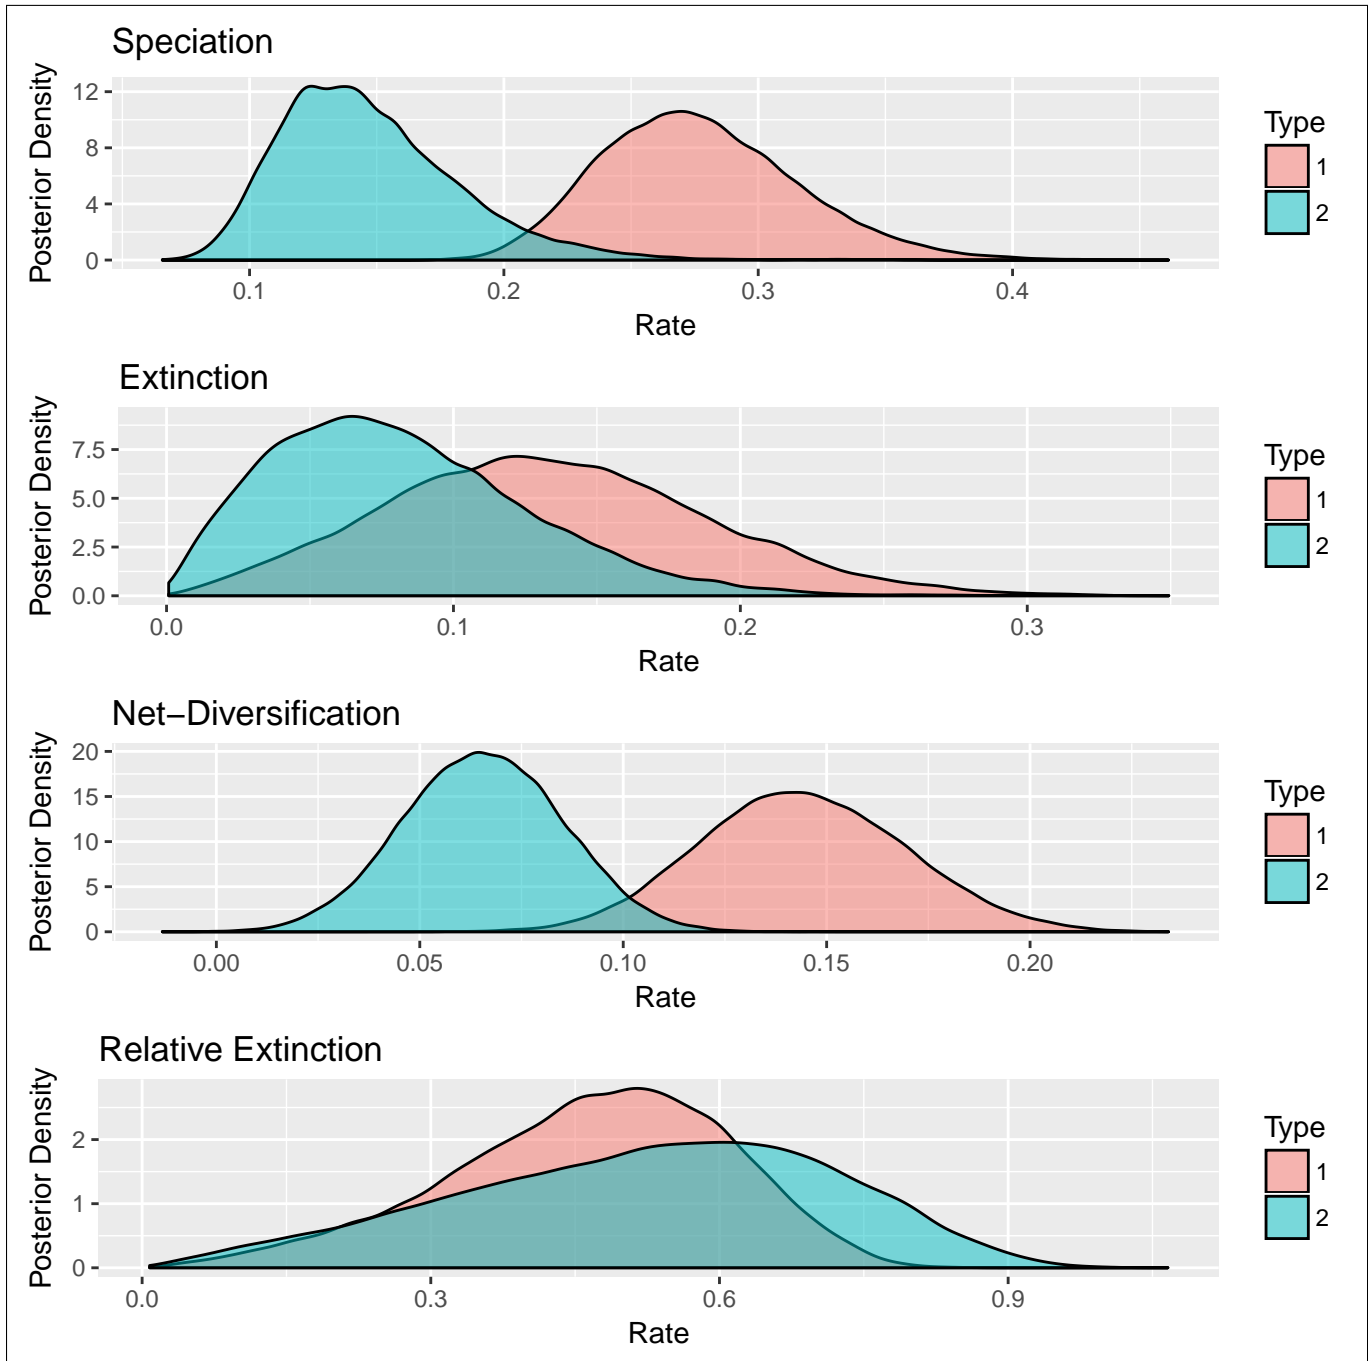 Speciation
Posterior Density
12
8
4
0
0.1 0.2 0.3 0.4
Rate
Type
1
2
Extinction
Posterior Density
7.5
5.0
2.5
0.0
0.0 0.1 0.2 0.3
Rate
Type
1
2
Net−Diversification
Posterior Density
20
15
10
5
0
0.00 0.05 0.10 0.15 0.20
Rate
Type
1
2
Relative Extinction
Posterior Density
2
1
0
0.0 0.3 0.6 0.9
Rate
Type
1
2